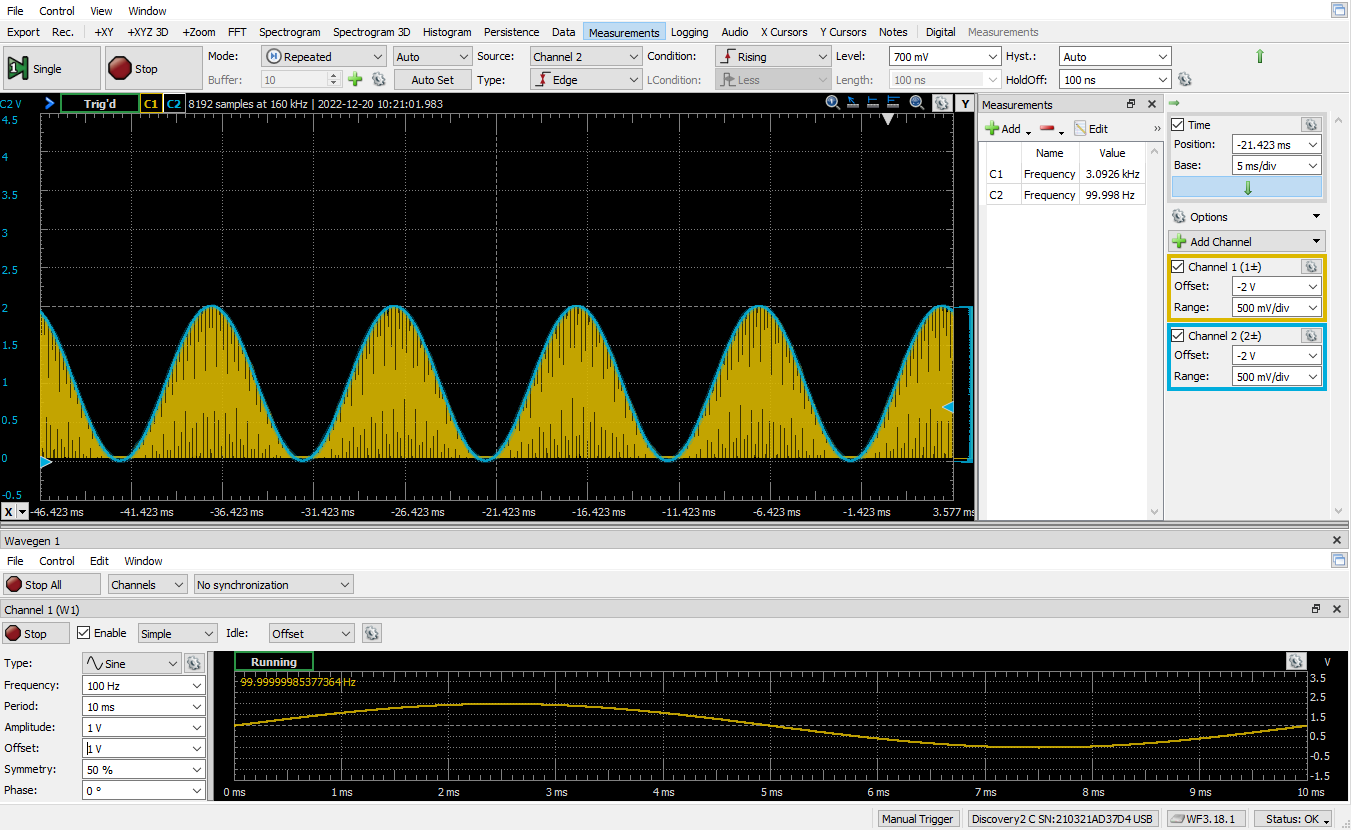 File Control View Window
Export Rec. +XY +XYZ 3D +Zoom FFT Spectrogram Spectrogram 3D Histogram Persistence Data Measurements Logging Audio X Cursors Y Cursors Notes Digital Measurements
Single Stop Mode: Repeated Auto Source: Channel 2 Condition: Rising Level: 700 mV Hyst.: Auto
Buffer: 10 Auto Set Type: Edge LCondition: Less Length: 100 ns HoldOff: 100 ns
C2 V Trig'd C1 C2 8192 samples at 160 kHz | 2022-12-20 10:21:01.983 Y
4.5
4
3.5
3
2.5
2
1.5
1
0.5
0
-0.5
X -46.423 ms -41.423 ms -36.423 ms -31.423 ms -26.423 ms -21.423 ms -16.423 ms -11.423 ms -6.423 ms -1.423 ms 3.577 ms
Measurements
Add Edit »
Name Value
C1 Frequency 3.0926 kHz
C2 Frequency 99.998 Hz
Time
Position: -21.423 ms
Base: 5 ms/div
Options
Add Channel
Channel 1 (1±)
Offset: -2 V
Range: 500 mV/div
Channel 2 (2±)
Offset: -2 V
Range: 500 mV/div
Wavegen 1
File Control Edit Window
Stop All Channels No synchronization
Channel 1 (W1)
Stop Enable Simple Idle: Offset
Type: Sine
Frequency: 100 Hz
Period: 10 ms
Amplitude: 1 V
Offset: 1 V
Symmetry: 50 %
Phase: 0 °
Running V
99.99999985377364Hz
3.5
2.5
1.5
0.5
-0.5
-1.5
0 ms 1 ms 2 ms 3 ms 4 ms 5 ms 6 ms 7 ms 8 ms 9 ms 10 ms
Manual Trigger Discovery2 C SN:210321AD37D4 USB WF3.18.1 Status: OK